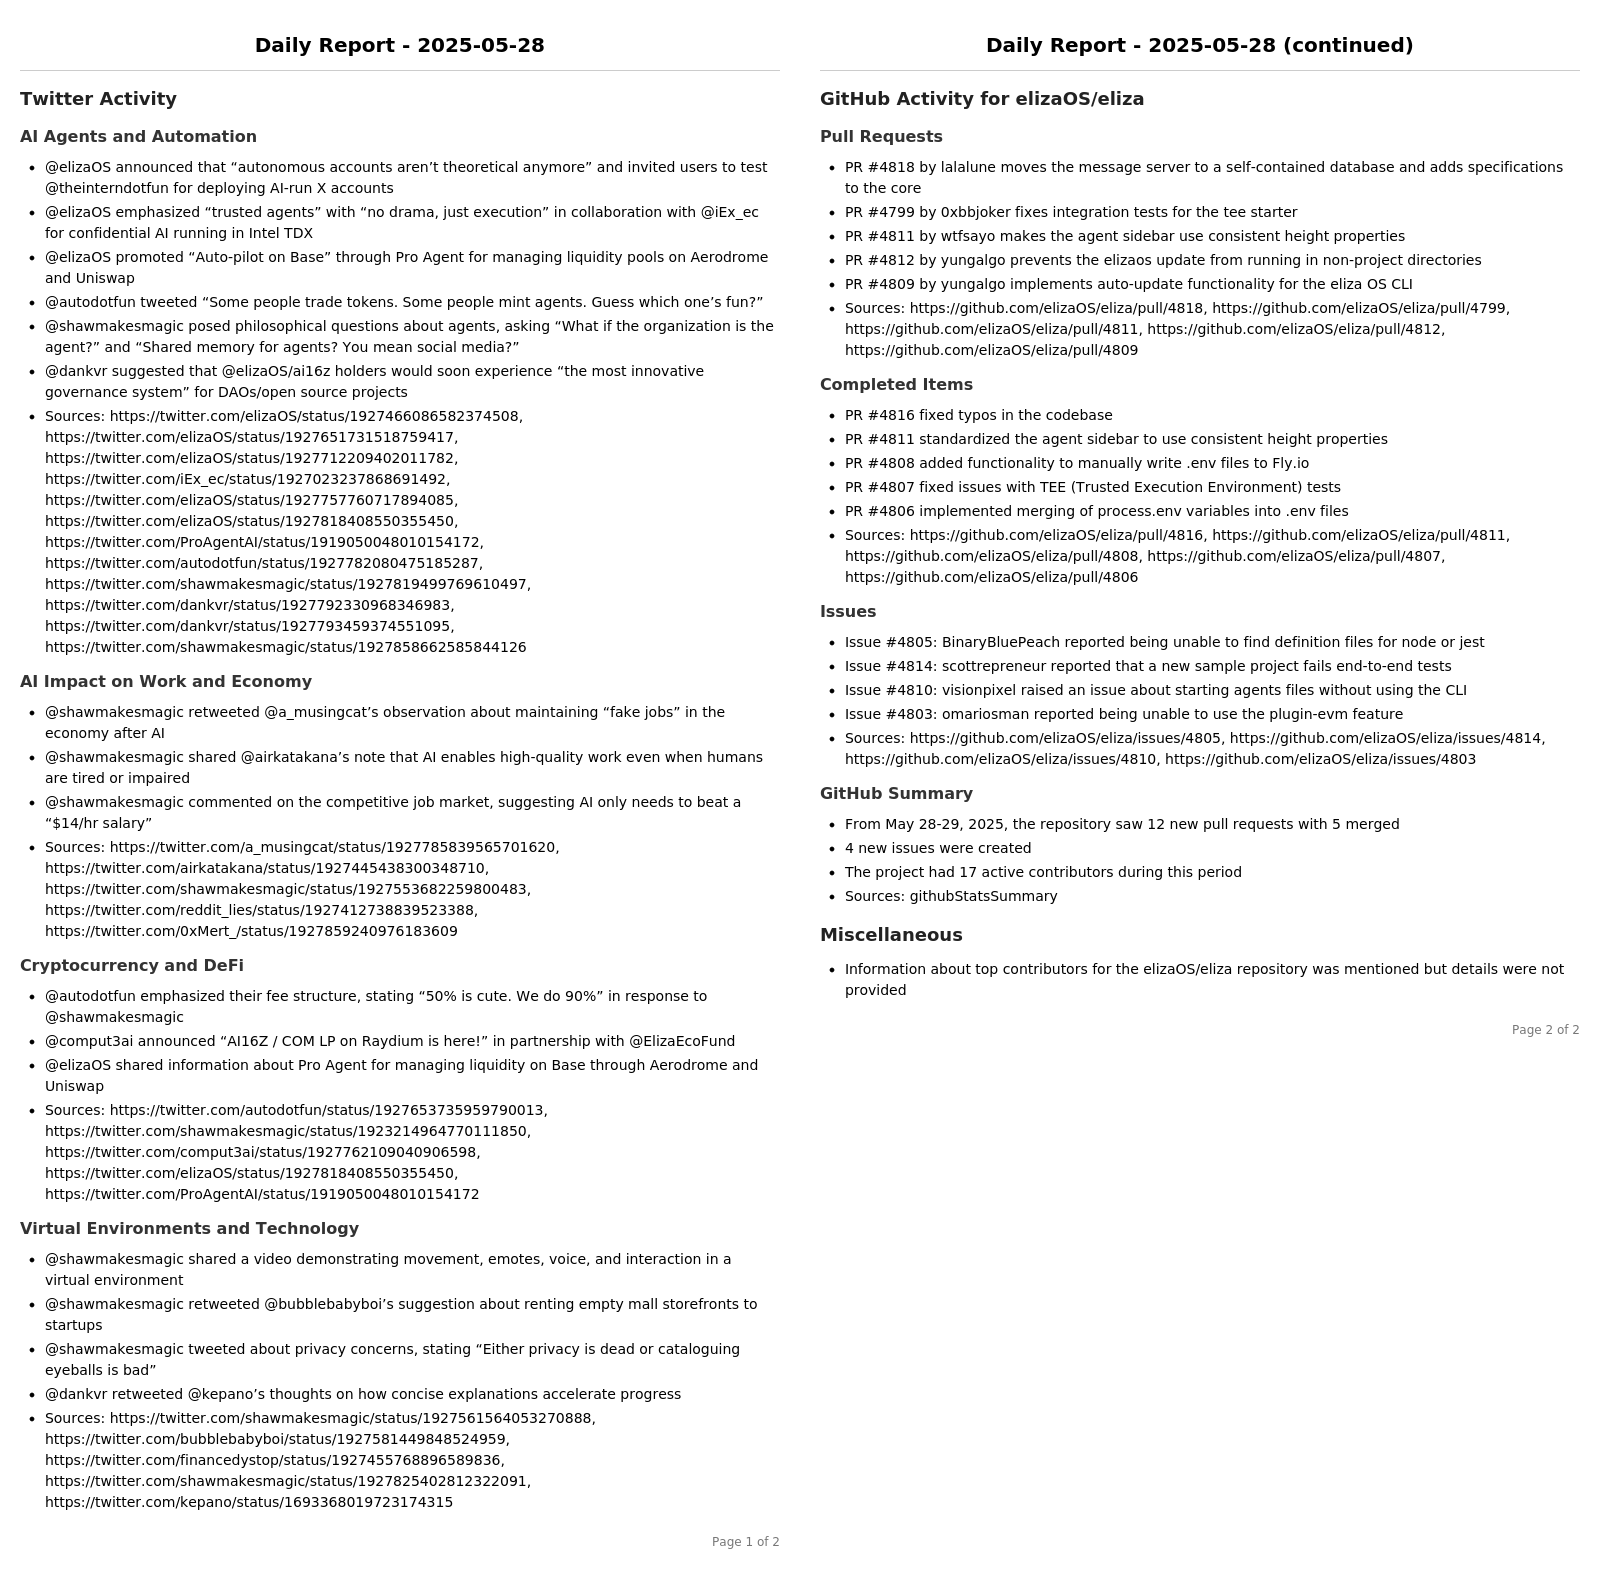 Daily Report - 2025-05-28
Twitter Activity
AI Agents and Automation
• @elizaOS announced that “autonomous accounts aren’t theoretical anymore” and invited users to test
@theinterndotfun for deploying AI-run X accounts
• @elizaOS emphasized “trusted agents” with “no drama, just execution” in collaboration with @iEx_ec
for confidential AI running in Intel TDX
• @elizaOS promoted “Auto-pilot on Base” through Pro Agent for managing liquidity pools on Aerodrome
and Uniswap
• @autodotfun tweeted “Some people trade tokens. Some people mint agents. Guess which one’s fun?”
• @shawmakesmagic posed philosophical questions about agents, asking “What if the organization is the
agent?” and “Shared memory for agents? You mean social media?”
• @dankvr suggested that @elizaOS/ai16z holders would soon experience “the most innovative
governance system” for DAOs/open source projects
• Sources: https://twitter.com/elizaOS/status/1927466086582374508,
https://twitter.com/elizaOS/status/1927651731518759417,
https://twitter.com/elizaOS/status/1927712209402011782,
https://twitter.com/iEx_ec/status/1927023237868691492,
https://twitter.com/elizaOS/status/1927757760717894085,
https://twitter.com/elizaOS/status/1927818408550355450,
https://twitter.com/ProAgentAI/status/1919050048010154172,
https://twitter.com/autodotfun/status/1927782080475185287,
https://twitter.com/shawmakesmagic/status/1927819499769610497,
https://twitter.com/dankvr/status/1927792330968346983,
https://twitter.com/dankvr/status/1927793459374551095,
https://twitter.com/shawmakesmagic/status/1927858662585844126
AI Impact on Work and Economy
• @shawmakesmagic retweeted @a_musingcat’s observation about maintaining “fake jobs” in the
economy after AI
• @shawmakesmagic shared @airkatakana’s note that AI enables high-quality work even when humans
are tired or impaired
• @shawmakesmagic commented on the competitive job market, suggesting AI only needs to beat a
“$14/hr salary”
• Sources: https://twitter.com/a_musingcat/status/1927785839565701620,
https://twitter.com/airkatakana/status/1927445438300348710,
https://twitter.com/shawmakesmagic/status/1927553682259800483,
https://twitter.com/reddit_lies/status/1927412738839523388,
https://twitter.com/0xMert_/status/1927859240976183609
Cryptocurrency and DeFi
• @autodotfun emphasized their fee structure, stating “50% is cute. We do 90%” in response to
@shawmakesmagic
• @comput3ai announced “AI16Z / COM LP on Raydium is here!” in partnership with @ElizaEcoFund
• @elizaOS shared information about Pro Agent for managing liquidity on Base through Aerodrome and
Uniswap
• Sources: https://twitter.com/autodotfun/status/1927653735959790013,
https://twitter.com/shawmakesmagic/status/1923214964770111850,
https://twitter.com/comput3ai/status/1927762109040906598,
https://twitter.com/elizaOS/status/1927818408550355450,
https://twitter.com/ProAgentAI/status/1919050048010154172
Virtual Environments and Technology
• @shawmakesmagic shared a video demonstrating movement, emotes, voice, and interaction in a
virtual environment
• @shawmakesmagic retweeted @bubblebabyboi’s suggestion about renting empty mall storefronts to
startups
• @shawmakesmagic tweeted about privacy concerns, stating “Either privacy is dead or cataloguing
eyeballs is bad”
• @dankvr retweeted @kepano’s thoughts on how concise explanations accelerate progress
• Sources: https://twitter.com/shawmakesmagic/status/1927561564053270888,
https://twitter.com/bubblebabyboi/status/1927581449848524959,
https://twitter.com/financedystop/status/1927455768896589836,
https://twitter.com/shawmakesmagic/status/1927825402812322091,
https://twitter.com/kepano/status/1693368019723174315
Page 1 of 2
Daily Report - 2025-05-28 (continued)
GitHub Activity for elizaOS/eliza
Pull Requests
• PR #4818 by lalalune moves the message server to a self-contained database and adds specifications
to the core
• PR #4799 by 0xbbjoker fixes integration tests for the tee starter
• PR #4811 by wtfsayo makes the agent sidebar use consistent height properties
• PR #4812 by yungalgo prevents the elizaos update from running in non-project directories
• PR #4809 by yungalgo implements auto-update functionality for the eliza OS CLI
• Sources: https://github.com/elizaOS/eliza/pull/4818, https://github.com/elizaOS/eliza/pull/4799,
https://github.com/elizaOS/eliza/pull/4811, https://github.com/elizaOS/eliza/pull/4812,
https://github.com/elizaOS/eliza/pull/4809
Completed Items
• PR #4816 fixed typos in the codebase
• PR #4811 standardized the agent sidebar to use consistent height properties
• PR #4808 added functionality to manually write .env files to Fly.io
• PR #4807 fixed issues with TEE (Trusted Execution Environment) tests
• PR #4806 implemented merging of process.env variables into .env files
• Sources: https://github.com/elizaOS/eliza/pull/4816, https://github.com/elizaOS/eliza/pull/4811,
https://github.com/elizaOS/eliza/pull/4808, https://github.com/elizaOS/eliza/pull/4807,
https://github.com/elizaOS/eliza/pull/4806
Issues
• Issue #4805: BinaryBluePeach reported being unable to find definition files for node or jest
• Issue #4814: scottrepreneur reported that a new sample project fails end-to-end tests
• Issue #4810: visionpixel raised an issue about starting agents files without using the CLI
• Issue #4803: omariosman reported being unable to use the plugin-evm feature
• Sources: https://github.com/elizaOS/eliza/issues/4805, https://github.com/elizaOS/eliza/issues/4814,
https://github.com/elizaOS/eliza/issues/4810, https://github.com/elizaOS/eliza/issues/4803
GitHub Summary
• From May 28-29, 2025, the repository saw 12 new pull requests with 5 merged
• 4 new issues were created
• The project had 17 active contributors during this period
• Sources: githubStatsSummary
Miscellaneous
• Information about top contributors for the elizaOS/eliza repository was mentioned but details were not
provided
Page 2 of 2